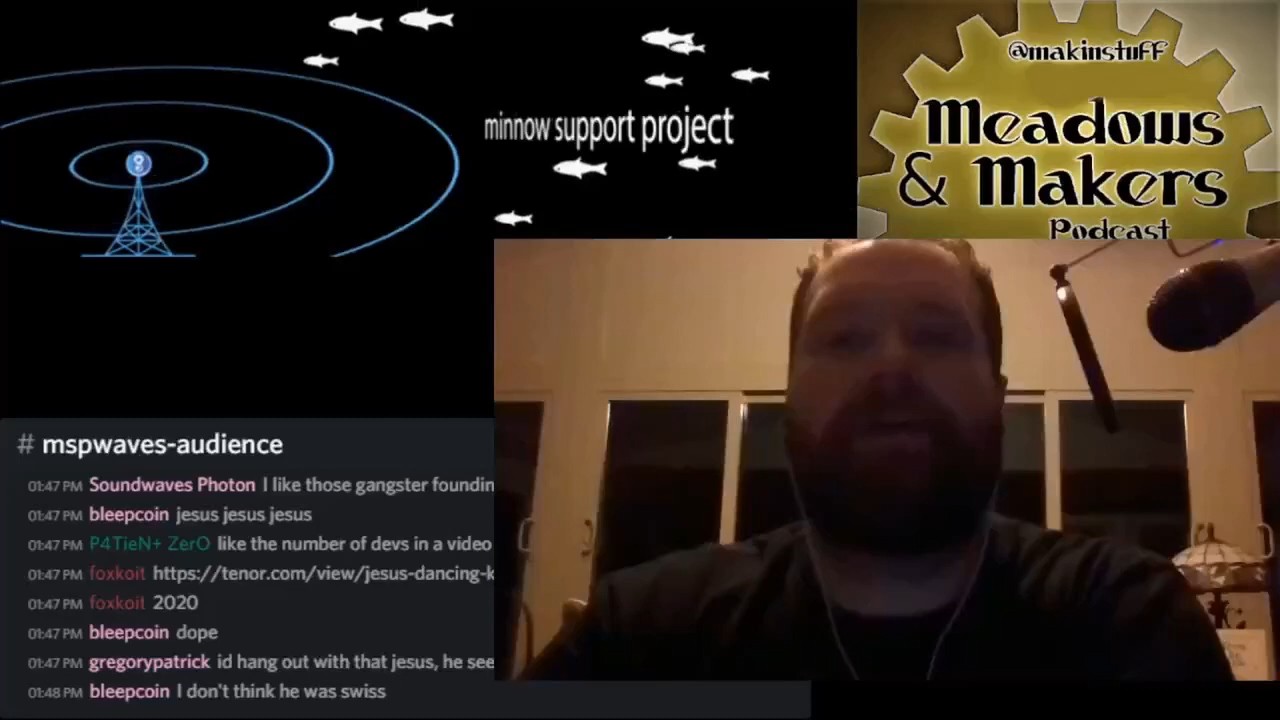 minnow support project
@makinstuff
Meadows
& Makers
Podcast
# mspwaves-audience
01:47 PM Soundwaves Photon I like those gangster foundin
01:47 PM bleepcoin jesus jesus jesus
01:47 PM P4TieN+ ZerO like the number of devs in a video
01:47 PM foxkoit https://tenor.com/view/jesus-dancing-k
01:47 PM foxkoit 2020
01:47 PM bleepcoin dope
01:47 PM gregorypatrick id hang out with that jesus, he see
01:48 PM bleepcoin I don't think he was swiss